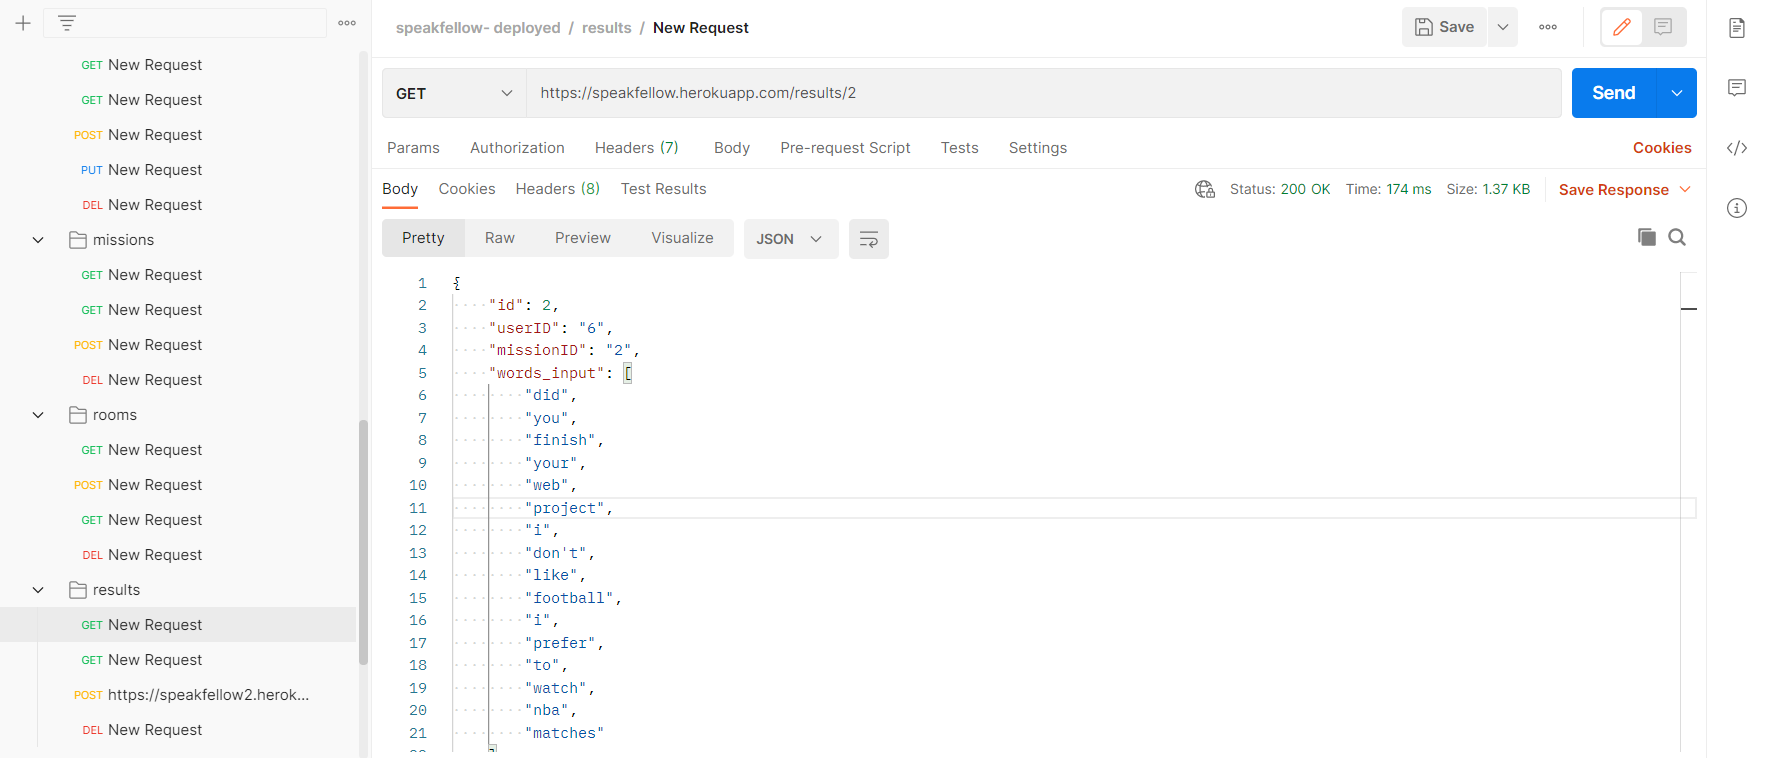 GET New Request
GET New Request
POST New Request
PUT New Request
DEL New Request
missions
GET New Request
GET New Request
POST New Request
DEL New Request
rooms
GET New Request
POST New Request
GET New Request
DEL New Request
results
GET New Request
GET New Request
POST https://speakfellow2.herok...
DEL New Request
speakfellow- deployed / results / New Request
Save
GET https://speakfellow.herokuapp.com/results/2 Send
Params Authorization Headers (7) Body Pre-request Script Tests Settings Cookies
Body Cookies Headers (8) Test Results Status: 200 OK Time: 174 ms Size: 1.37 KB Save Response
Pretty Raw Preview Visualize JSON
1 {
2 "id": 2,
3 "userID": "6",
4 "missionID": "2",
5 "words_input": [
6 "did",
7 "you",
8 "finish",
9 "your",
10 "web",
11 "project",
12 "i",
13 "don't",
14 "like",
15 "football",
16 "i",
17 "prefer",
18 "to",
19 "watch",
20 "nba",
21 "matches"